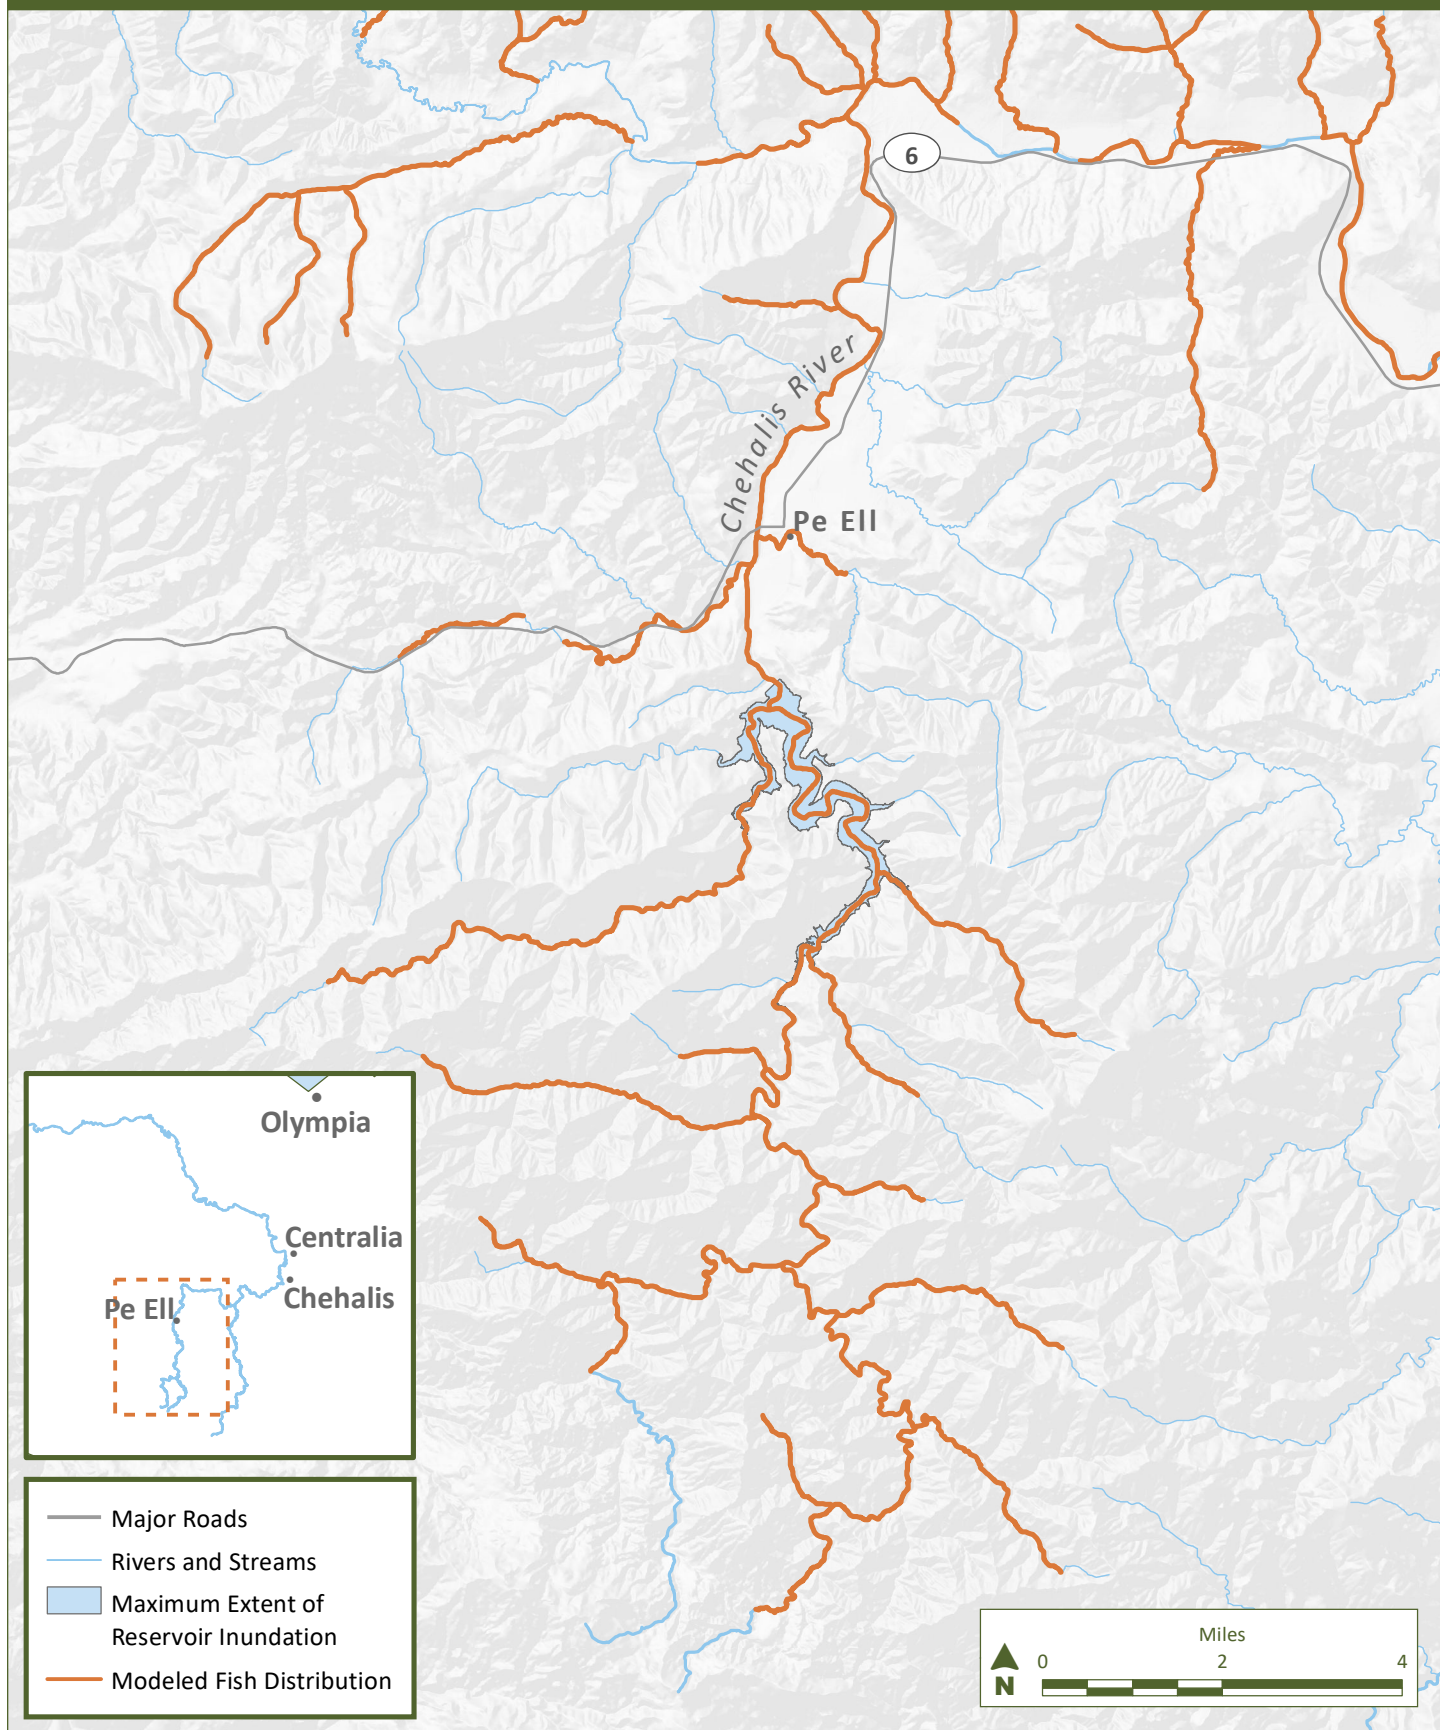 6
Chehalis River
Pe Ell
Olympia
Centralia
Chehalis
Pe Ell
Major Roads
Rivers and Streams
Maximum Extent of
Reservoir Inundation
Modeled Fish Distribution
Miles
0 2 4
N